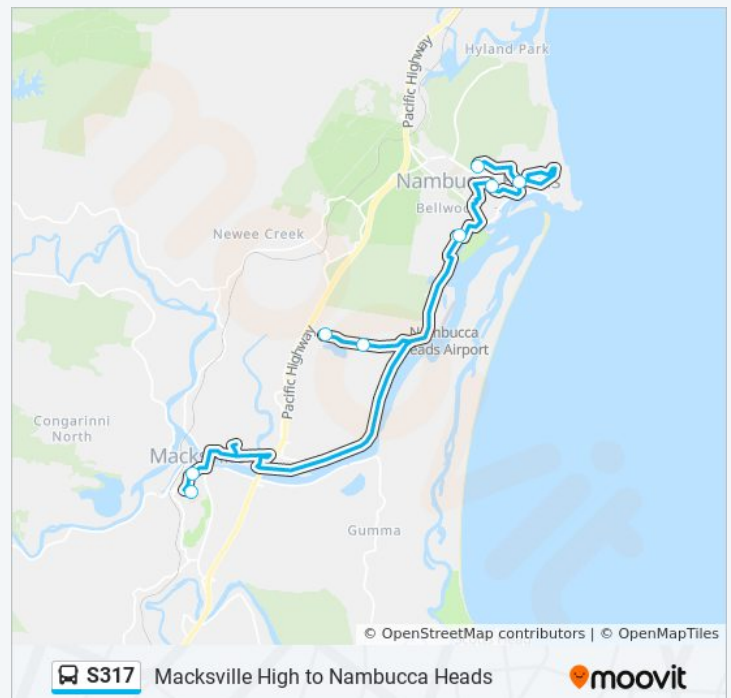 Hyland Park
Pacific Highway
Nambucca Heads
Bellwood
Newee Creek
Nambucca
Heads Airport
Pacific Highway
Congarinni
North
Macksville
Gumma
© OpenStreetMap contributors | © OpenMapTiles
S317 Macksville High to Nambucca Heads
moovit